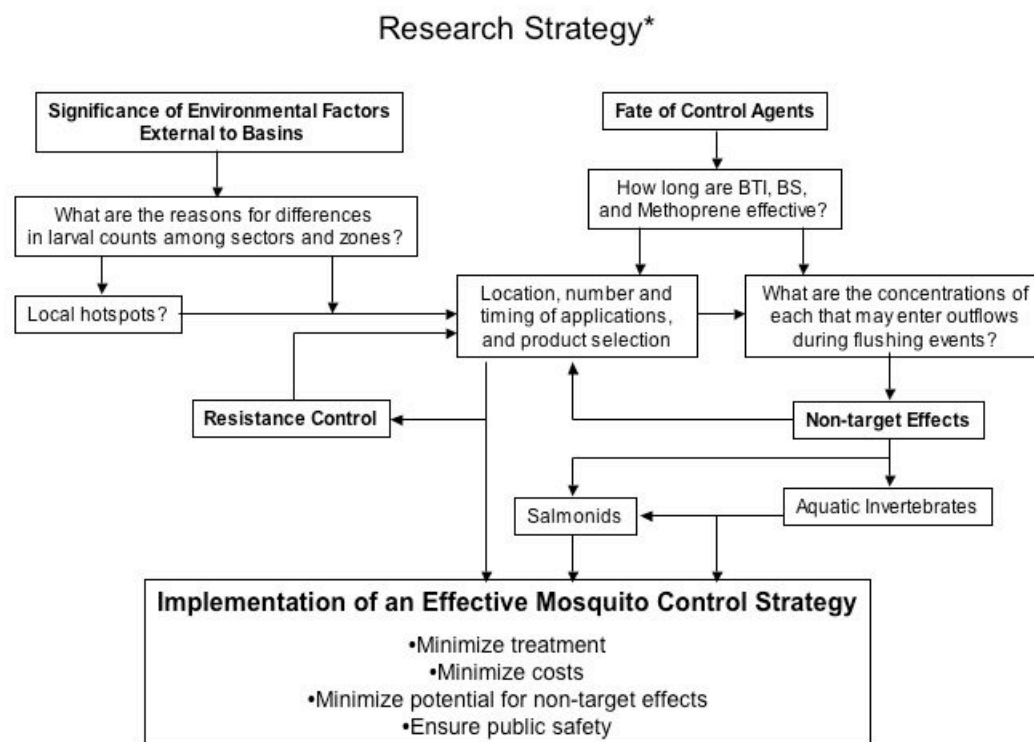 Research Strategy*
Significance of Environmental Factors
External to Basins
Fate of Control Agents
What are the reasons for differences
in larval counts among sectors and zones?
How long are BTI, BS,
and Methoprene effective?
Local hotspots?
Location, number and
timing of applications,
and product selection
What are the concentrations of
each that may enter outflows
during flushing events?
Resistance Control
Non-target Effects
Salmonids
Aquatic Invertebrates
Implementation of an Effective Mosquito Control Strategy
•Minimize treatment
•Minimize costs
•Minimize potential for non-target effects
•Ensure public safety